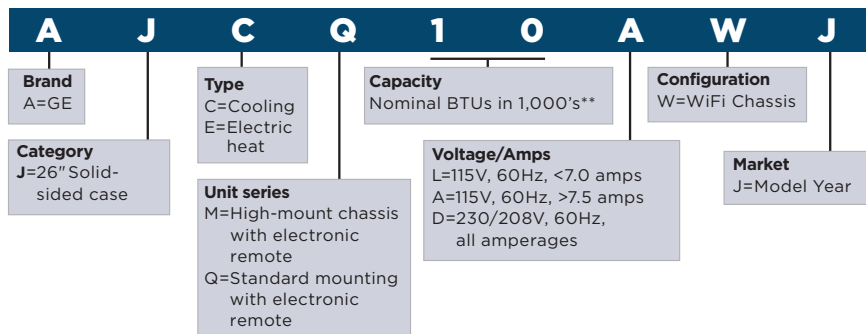 A J C Q 1 0 A W J
Brand
A=GE
Category
J=26" Solid-
sided case
Type
C=Cooling
E=Electric
heat
Unit series
M=High-mount chassis
with electronic
remote
Q=Standard mounting
with electronic
remote
Capacity
Nominal BTUs in 1,000's**
Voltage/Amps
L=115V, 60Hz, <7.0 amps
A=115V, 60Hz, >7.5 amps
D=230/208V, 60Hz,
all amperages
Configuration
W=WiFi Chassis
Market
J=Model Year